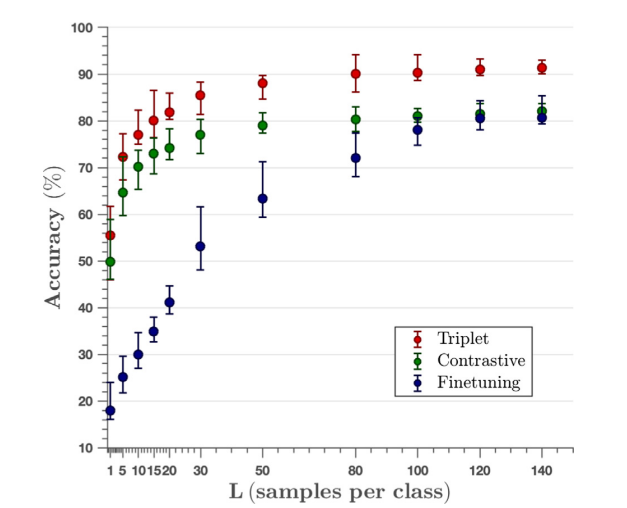 100
90
80
70
60
50
40
30
20
10
Accuracy (%)
1 5 10 15 20 30 50 80 100 120 140
L (samples per class)
Triplet
Contrastive
Finetuning